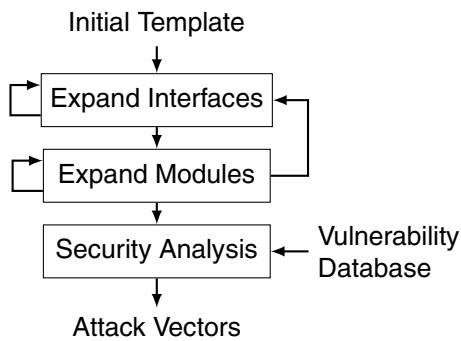 Initial Template
Expand Interfaces
Expand Modules
Security Analysis
Vulnerability
Database
Attack Vectors